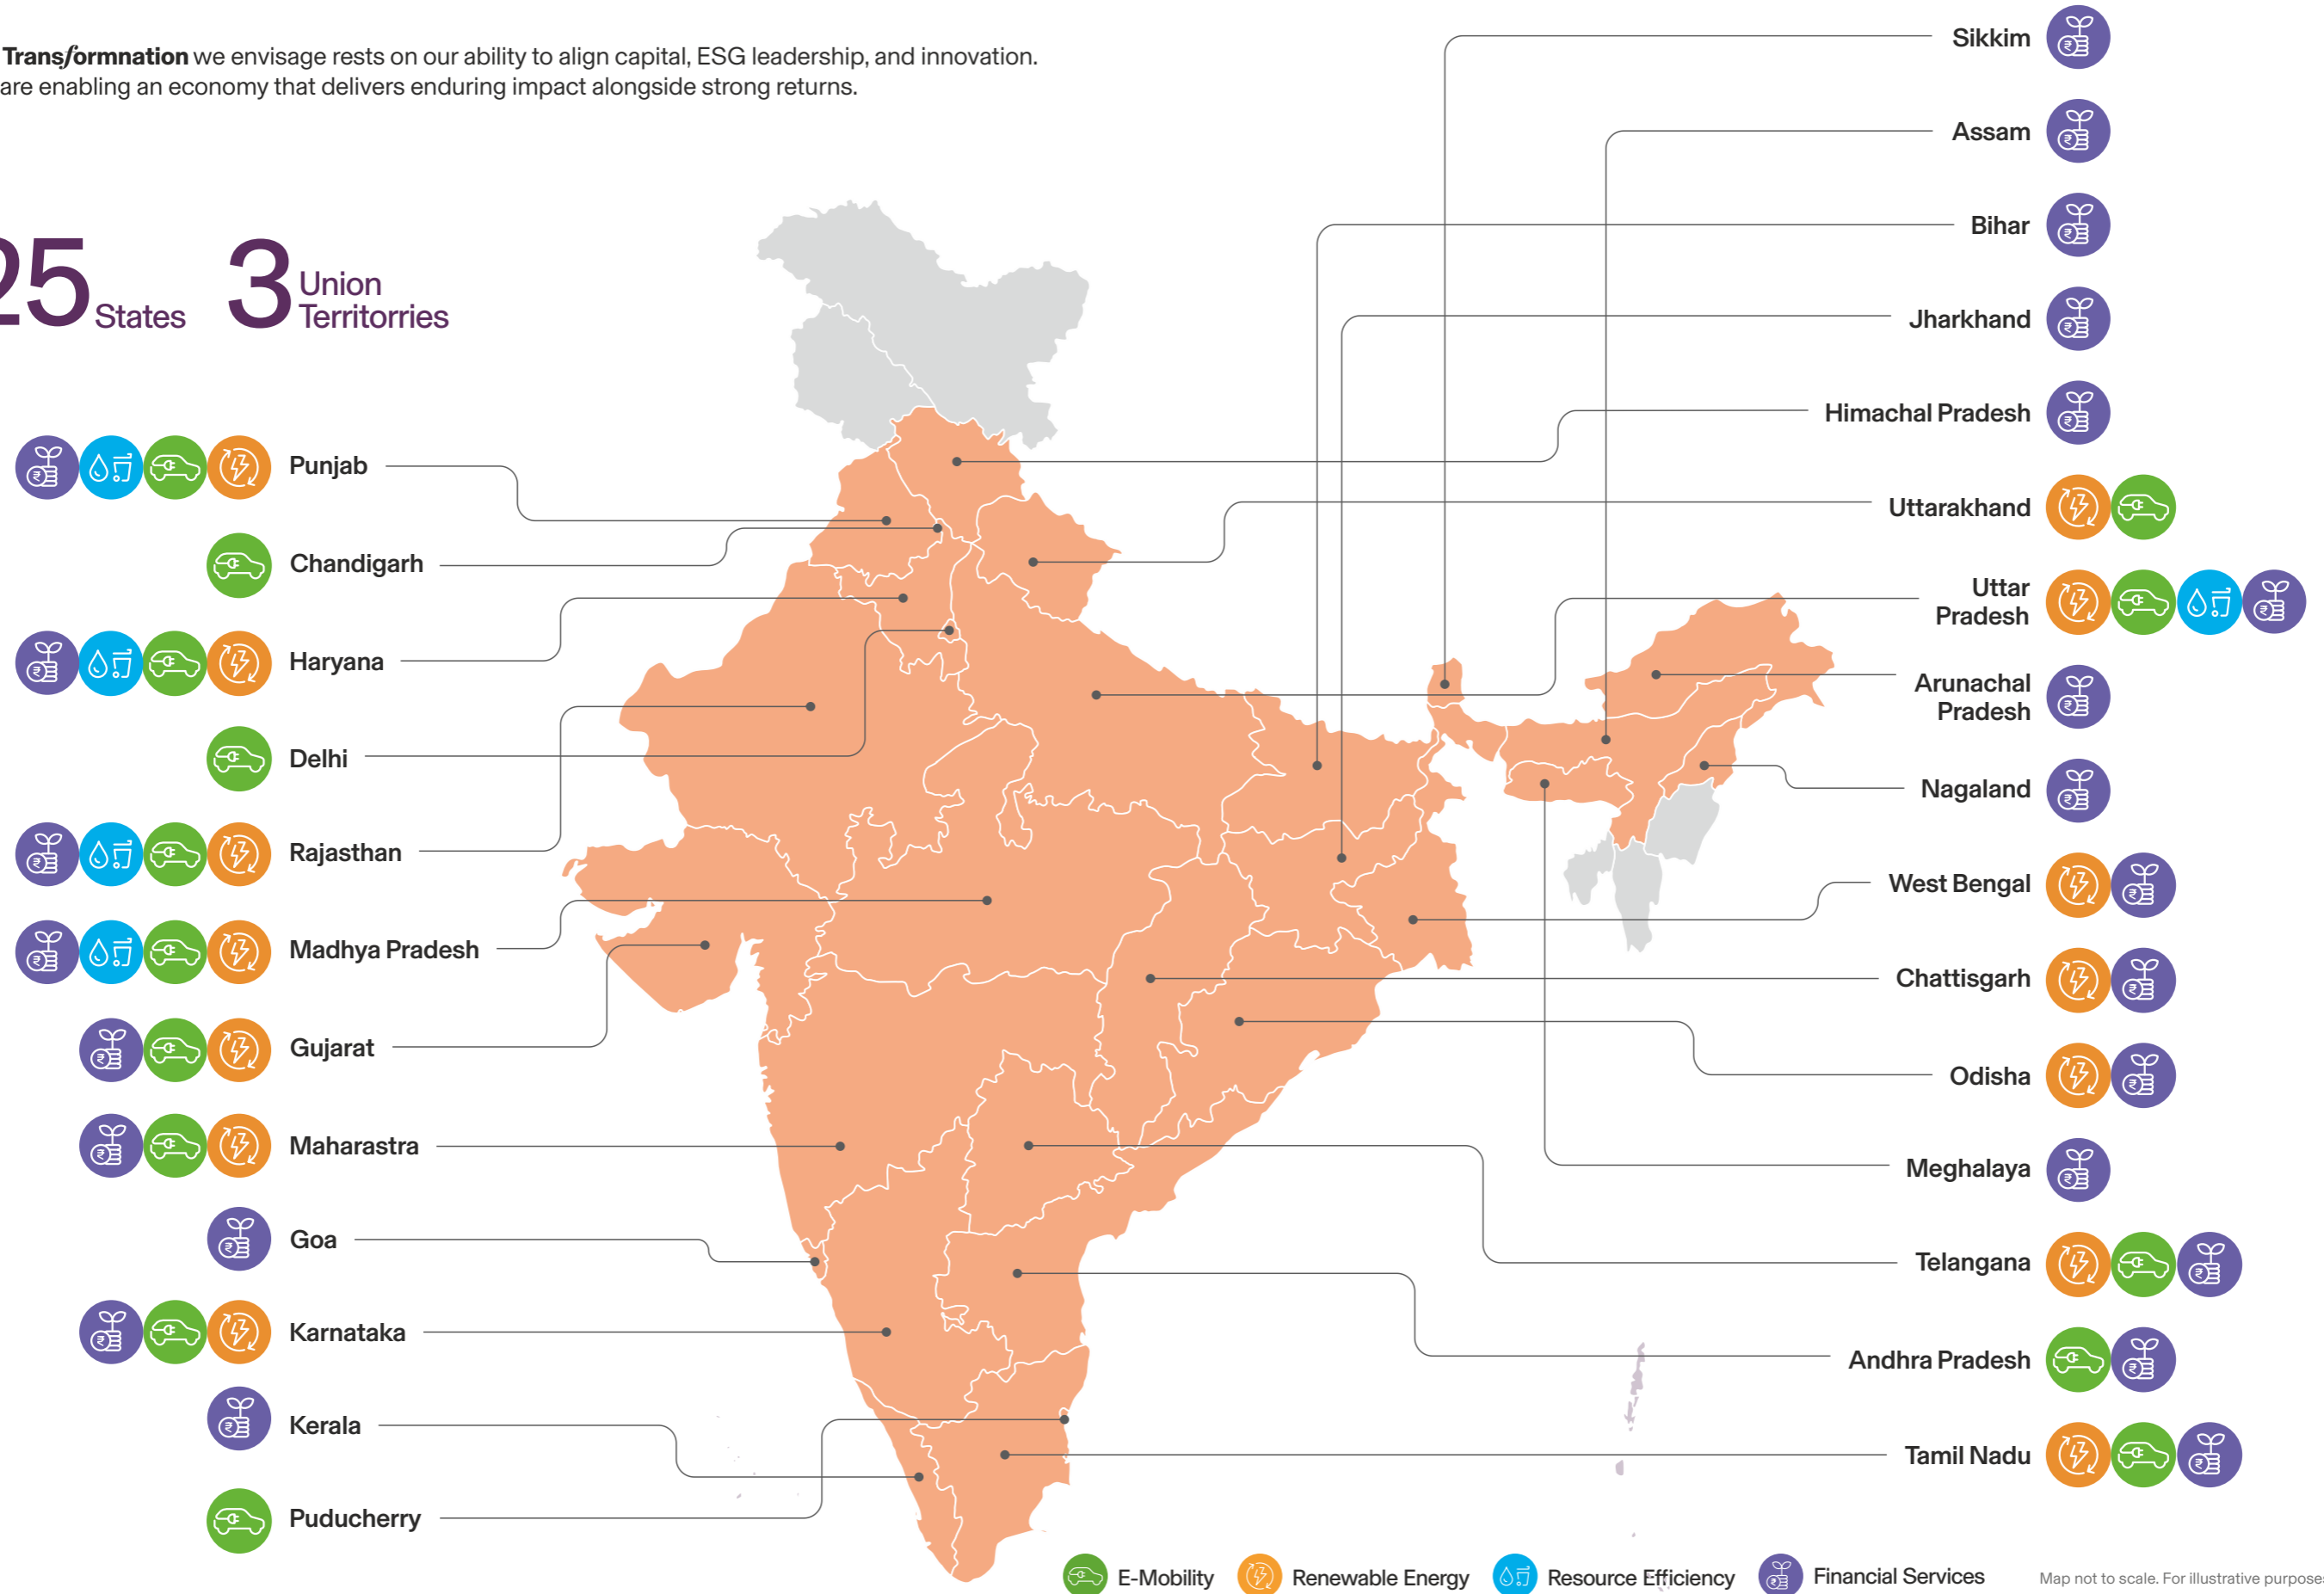 Transformnation we envisage rests on our ability to align capital, ESG leadership, and innovation.
are enabling an economy that delivers enduring impact alongside strong returns.
25 States
3 Union Territorries
Punjab
Chandigarh
Haryana
Delhi
Rajasthan
Madhya Pradesh
Gujarat
Maharastra
Goa
Karnataka
Kerala
Puducherry
Sikkim
Assam
Bihar
Jharkhand
Himachal Pradesh
Uttarakhand
Uttar
Pradesh
Arunachal
Pradesh
Nagaland
West Bengal
Chattisgarh
Odisha
Meghalaya
Telangana
Andhra Pradesh
Tamil Nadu
E-Mobility
Renewable Energy
Resource Efficiency
Financial Services
Map not to scale. For illustrative purpose